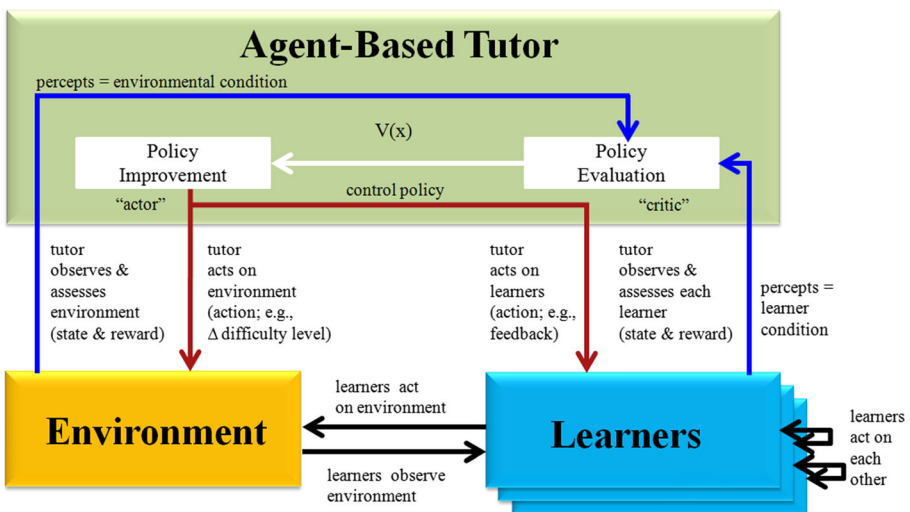 Agent-Based Tutor
percepts = environmental condition
V(x)
Policy
Improvement
Policy
Evaluation
"actor"
control policy
"critic"
tutor
observes &
assesses
environment
(state & reward)
tutor
acts on
environment
(action; e.g.,
Δ difficulty level)
tutor
acts on
learners
(action; e.g.,
feedback)
tutor
observes &
assesses each
learner
(state & reward)
percepts =
learner
condition
Environment
learners act
on environment
learners observe
environment
Learners
learners
act on
each
other